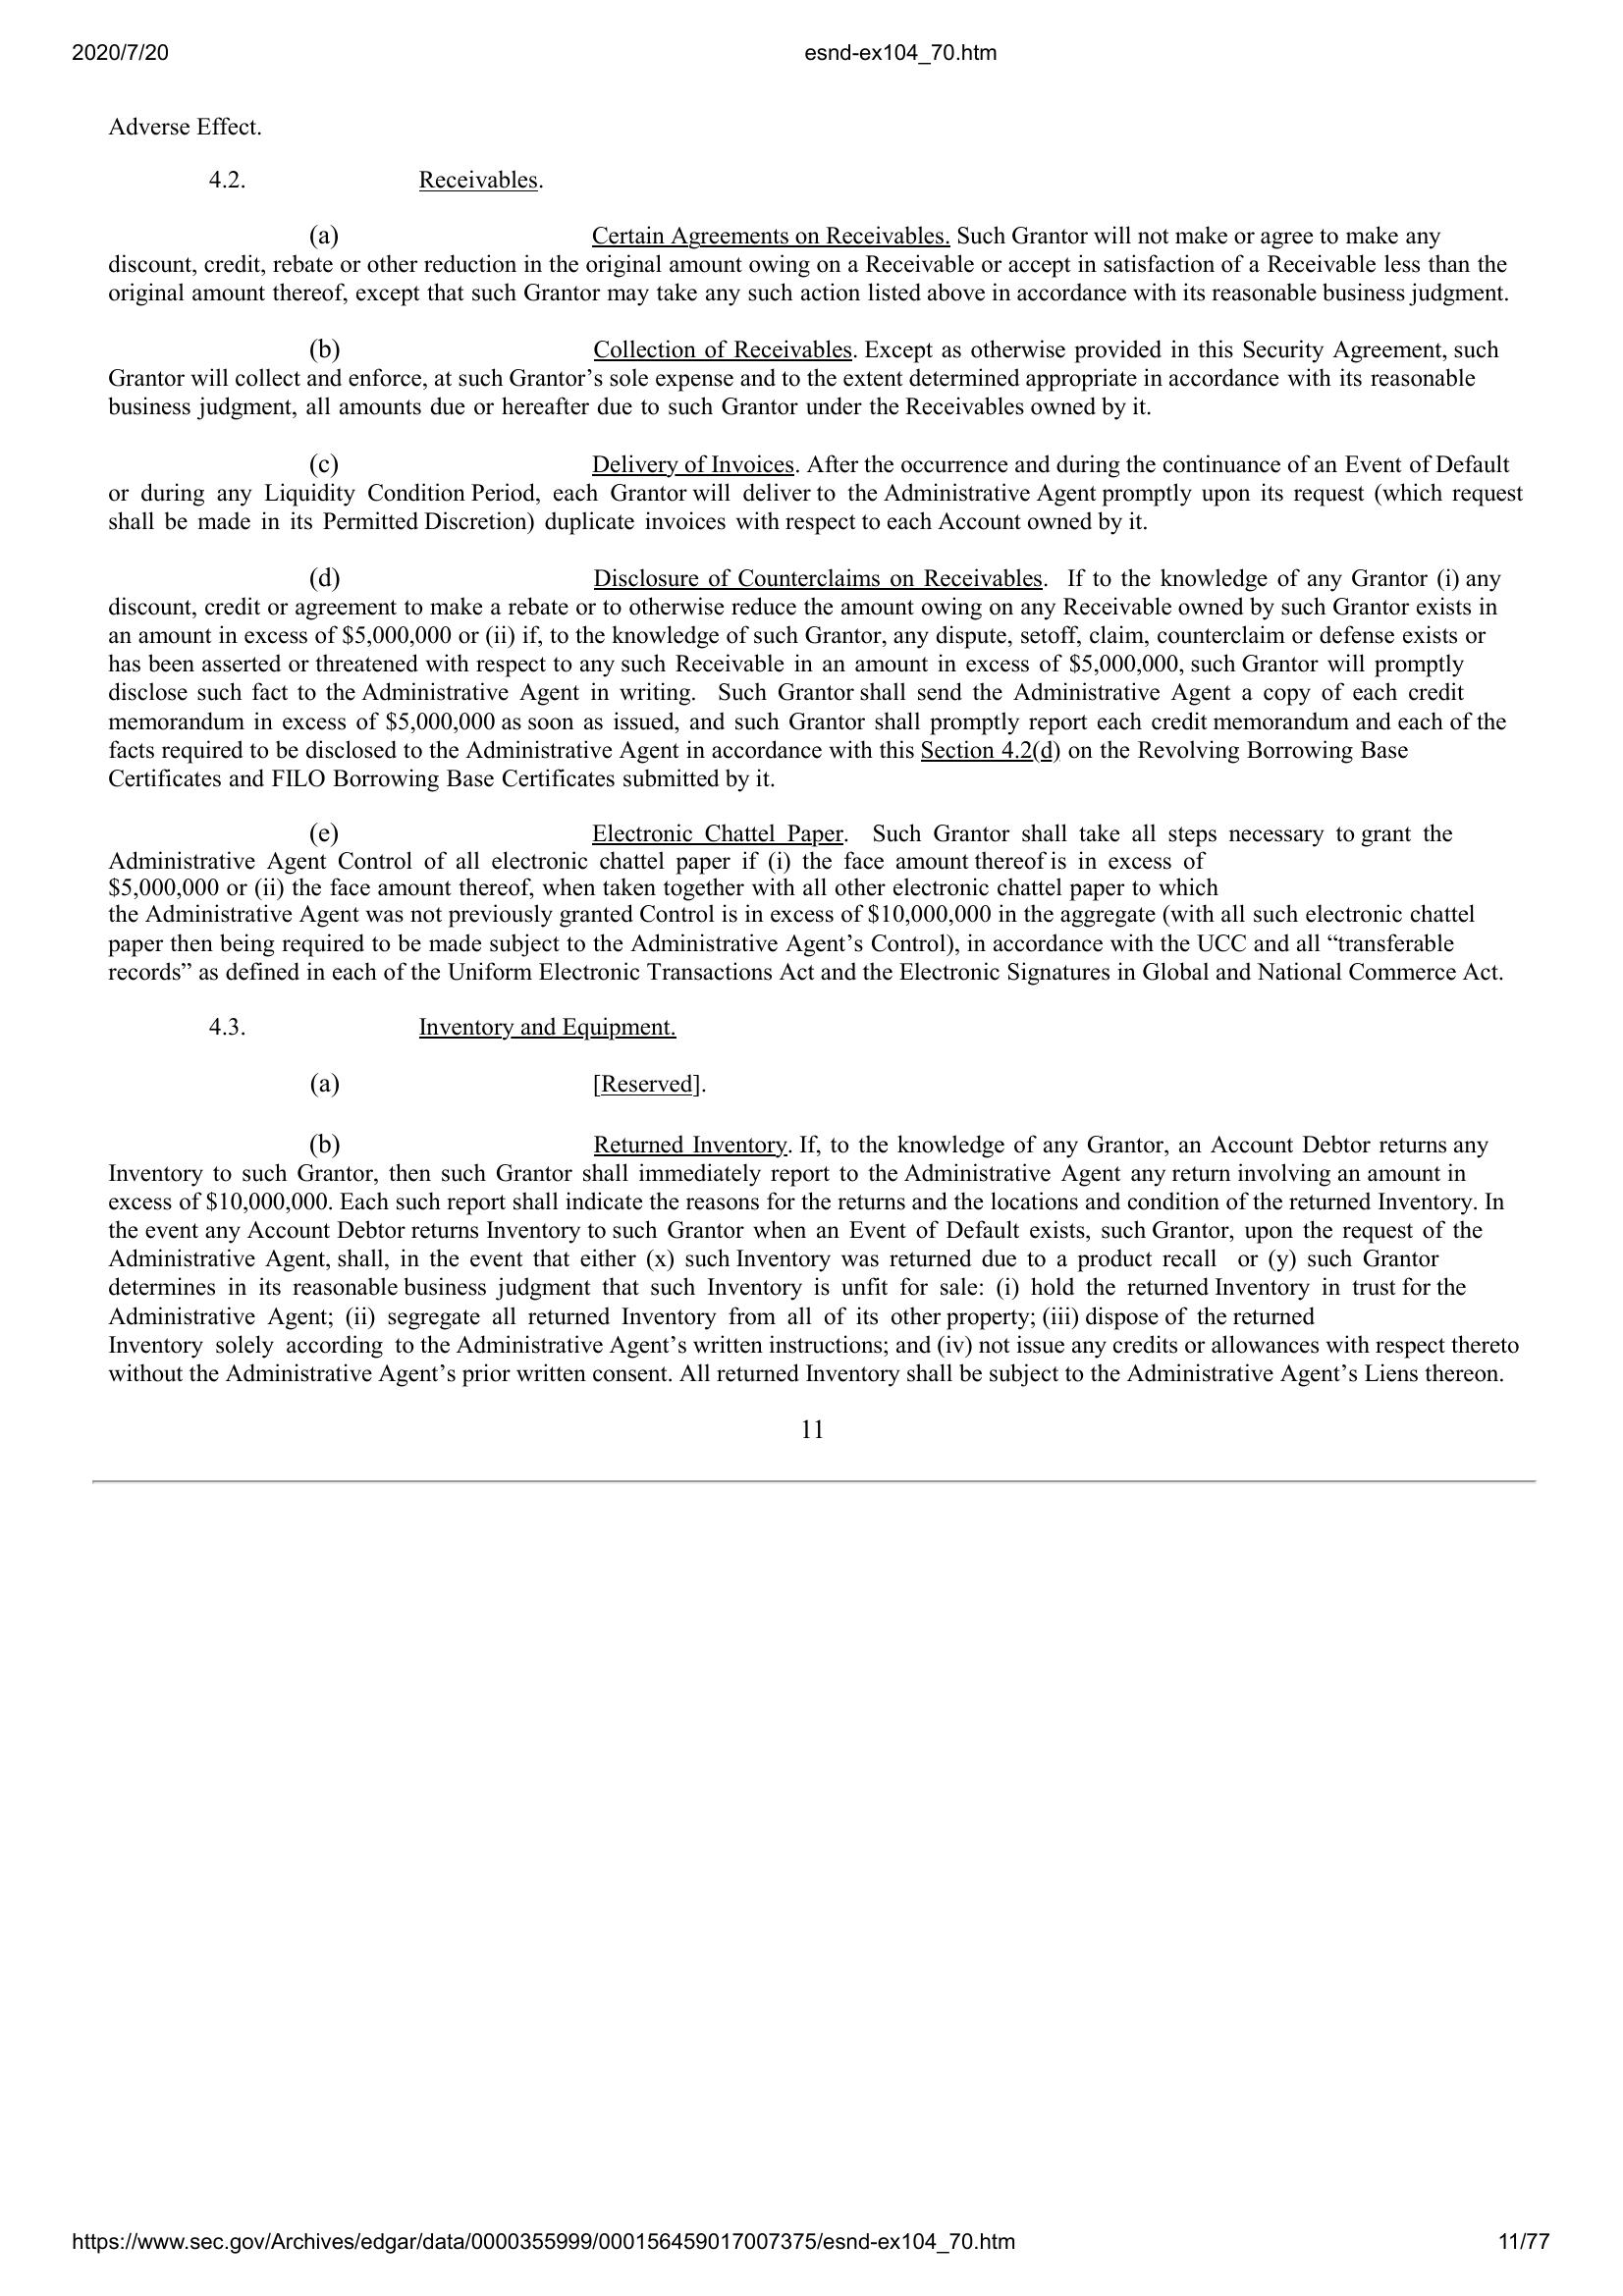 2020/7/20 esnd-ex104_70.htm
Adverse Effect.
4.2. Receivables.
(a) Certain Agreements on Receivables. Such Grantor will not make or agree to make any
discount, credit, rebate or other reduction in the original amount owing on a Receivable or accept in satisfaction of a Receivable less than the
original amount thereof, except that such Grantor may take any such action listed above in accordance with its reasonable business judgment.
(b) Collection of Receivables. Except as otherwise provided in this Security Agreement, such
Grantor will collect and enforce, at such Grantor’s sole expense and to the extent determined appropriate in accordance with its reasonable
business judgment, all amounts due or hereafter due to such Grantor under the Receivables owned by it.
(c) Delivery of Invoices. After the occurrence and during the continuance of an Event of Default
or during any Liquidity Condition Period, each Grantor will deliver to the Administrative Agent promptly upon its request (which request
shall be made in its Permitted Discretion) duplicate invoices with respect to each Account owned by it.
(d) Disclosure of Counterclaims on Receivables. If to the knowledge of any Grantor (i) any
discount, credit or agreement to make a rebate or to otherwise reduce the amount owing on any Receivable owned by such Grantor exists in
an amount in excess of $5,000,000 or (ii) if, to the knowledge of such Grantor, any dispute, setoff, claim, counterclaim or defense exists or
has been asserted or threatened with respect to any such Receivable in an amount in excess of $5,000,000, such Grantor will promptly
disclose such fact to the Administrative Agent in writing. Such Grantor shall send the Administrative Agent a copy of each credit
memorandum in excess of $5,000,000 as soon as issued, and such Grantor shall promptly report each credit memorandum and each of the
facts required to be disclosed to the Administrative Agent in accordance with this Section 4.2(d) on the Revolving Borrowing Base
Certificates and FILO Borrowing Base Certificates submitted by it.
(e) Electronic Chattel Paper. Such Grantor shall take all steps necessary to grant the
Administrative Agent Control of all electronic chattel paper if (i) the face amount thereof is in excess of
$5,000,000 or (ii) the face amount thereof, when taken together with all other electronic chattel paper to which
the Administrative Agent was not previously granted Control is in excess of $10,000,000 in the aggregate (with all such electronic chattel
paper then being required to be made subject to the Administrative Agent’s Control), in accordance with the UCC and all “transferable
records” as defined in each of the Uniform Electronic Transactions Act and the Electronic Signatures in Global and National Commerce Act.
4.3. Inventory and Equipment.
(a) [Reserved].
(b) Returned Inventory. If, to the knowledge of any Grantor, an Account Debtor returns any
Inventory to such Grantor, then such Grantor shall immediately report to the Administrative Agent any return involving an amount in
excess of $10,000,000. Each such report shall indicate the reasons for the returns and the locations and condition of the returned Inventory. In
the event any Account Debtor returns Inventory to such Grantor when an Event of Default exists, such Grantor, upon the request of the
Administrative Agent, shall, in the event that either (x) such Inventory was returned due to a product recall or (y) such Grantor
determines in its reasonable business judgment that such Inventory is unfit for sale: (i) hold the returned Inventory in trust for the
Administrative Agent; (ii) segregate all returned Inventory from all of its other property; (iii) dispose of the returned
Inventory solely according to the Administrative Agent’s written instructions; and (iv) not issue any credits or allowances with respect thereto
without the Administrative Agent’s prior written consent. All returned Inventory shall be subject to the Administrative Agent’s Liens thereon.
11
https://www.sec.gov/Archives/edgar/data/0000355999/000156459017007375/esnd-ex104_70.htm 11/77